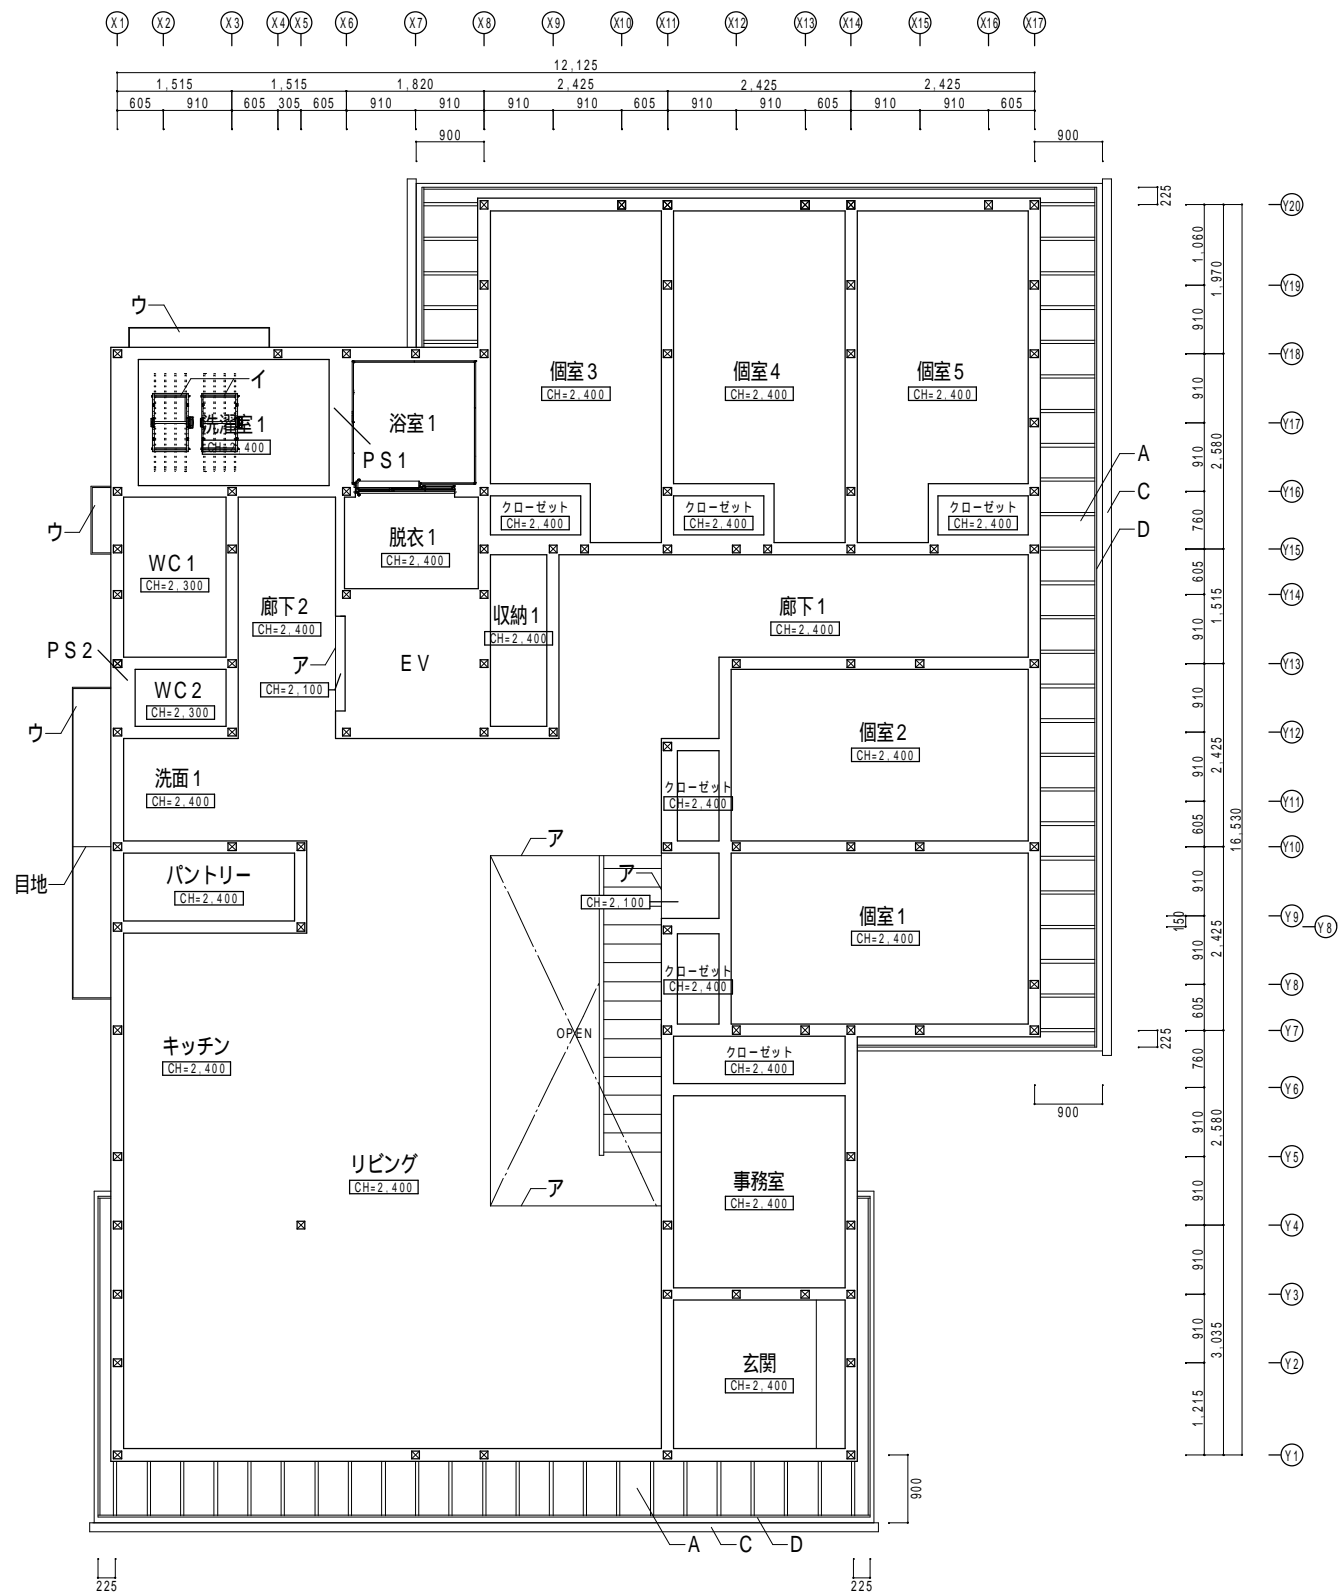 X1 X2 X3 X4 X5 X6 X7 X8 X9 X10 X11 X12 X13 X14 X15 X16 X17
12,125
1,515 1,515 1,820 2,425 2,425 2,425
605 910 605 305 605 910 910 910 910 605 910 910 605 910 910 605
900 900
225
Y20
1,060
1,970
Y19
910
Y18
910
Y17
2,580
910
Y16
760
Y15
605
Y14
1,515
910
Y13
910
Y12
2,425
910
Y11
605
16,530
Y10
910
Y9
150
Y8
2,425
910
Y8
605
Y7
225
760
Y6
900
910
2,580
Y5
910
Y4
910
Y3
910
3,035
Y2
1,215
Y1
900
ウ
イ
洗濯室1
CH=2,400
PS1
浴室1
個室3
CH=2,400
個室4
CH=2,400
個室5
CH=2,400
A
C
D
ウ
クローゼット
CH=2,400
クローゼット
CH=2,400
クローゼット
CH=2,400
脱衣1
CH=2,400
WC1
CH=2,300
廊下2
CH=2,400
収納1
CH=2,400
廊下1
CH=2,400
PS2
ア
CH=2,100
EV
WC2
CH=2,300
ウ
個室2
CH=2,400
洗面1
CH=2,400
クローゼット
CH=2,400
ア
目地
パントリー
CH=2,400
ア
CH=2,100
個室1
CH=2,400
クローゼット
CH=2,400
OPEN
キッチン
CH=2,400
クローゼット
CH=2,400
リビング
CH=2,400
ア
事務室
CH=2,400
玄関
CH=2,400
A C D
225 225